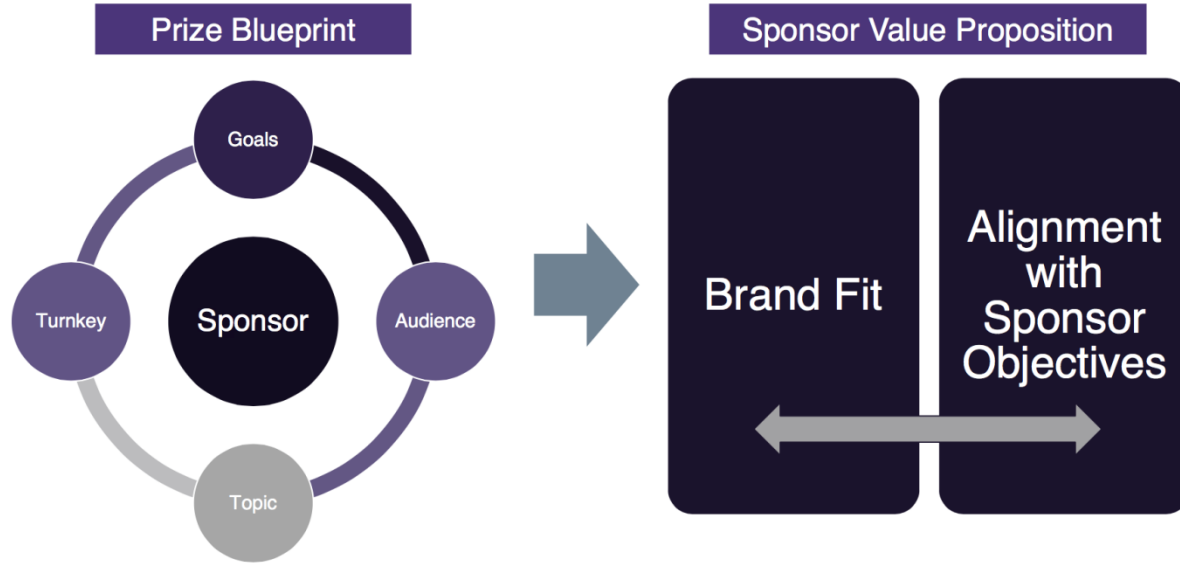 Prize Blueprint
Sponsor Value Proposition
Goals
Turnkey
Sponsor
Audience
Topic
Brand Fit
Alignment
with
Sponsor
Objectives